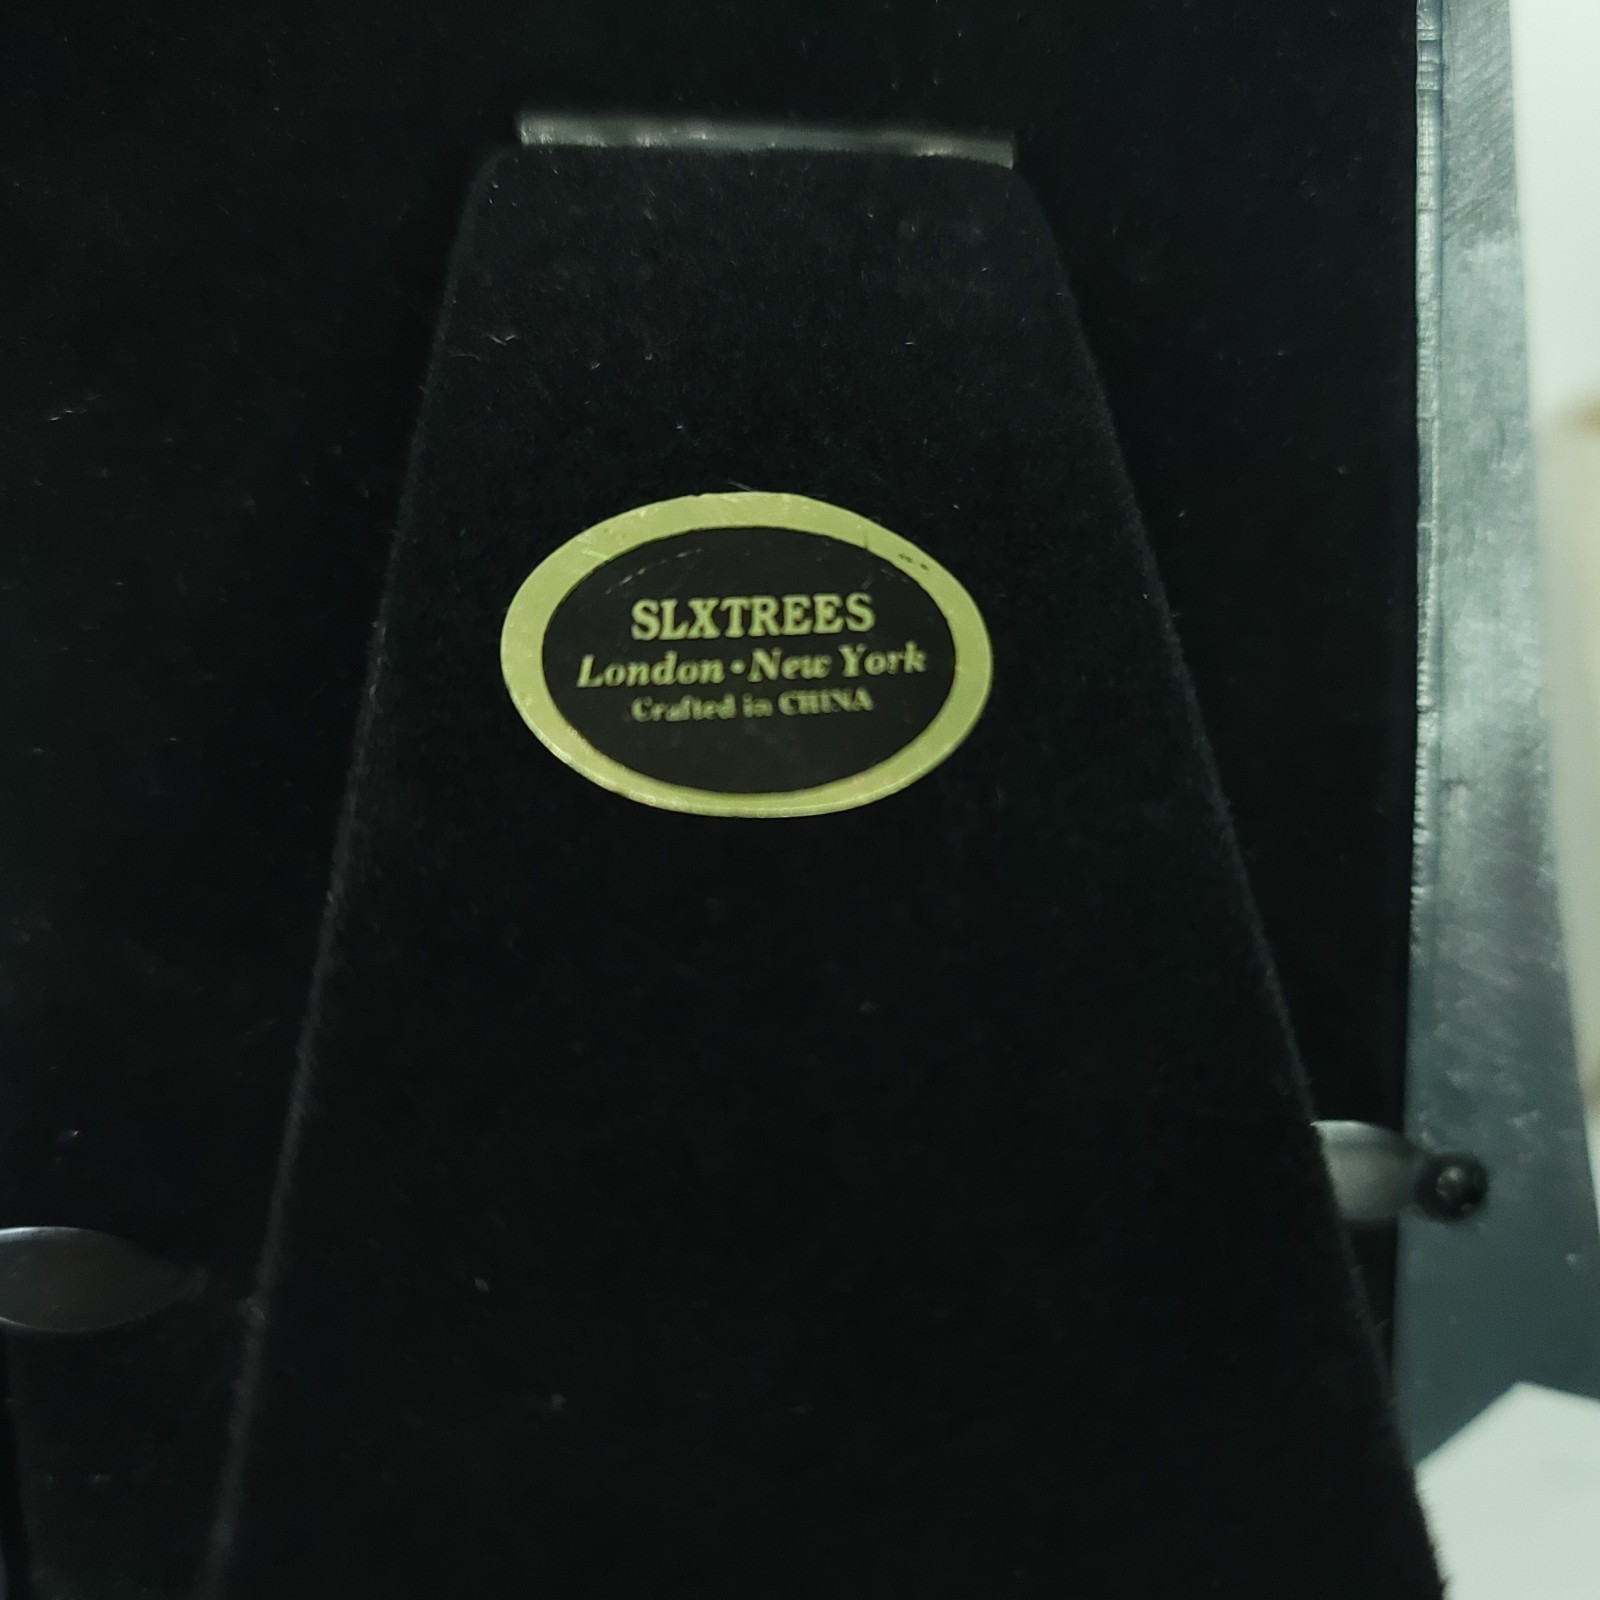 SLXTREES
London • New York
Crafted in CHINA